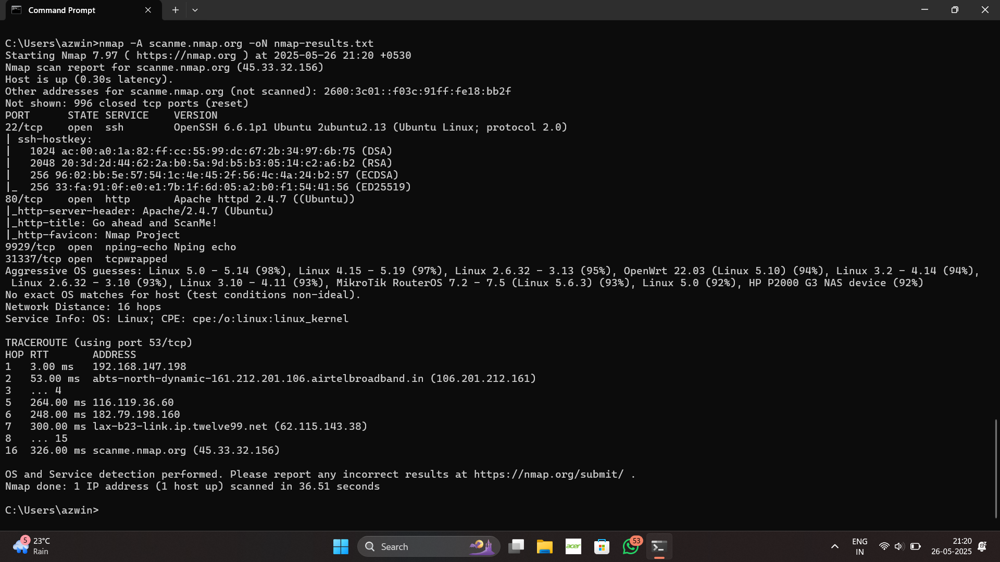 Command Prompt
C:\Users\azwin>nmap -A scanme.nmap.org -oN nmap-results.txt
Starting Nmap 7.97 ( https://nmap.org ) at 2025-05-26 21:20 +0530
Nmap scan report for scanme.nmap.org (45.33.32.156)
Host is up (0.30s latency).
Other addresses for scanme.nmap.org (not scanned): 2600:3c01::f03c:91ff:fe18:bb2f
Not shown: 996 closed tcp ports (reset)
PORT      STATE SERVICE    VERSION
22/tcp    open  ssh        OpenSSH 6.6.1p1 Ubuntu 2ubuntu2.13 (Ubuntu Linux; protocol 2.0)
| ssh-hostkey:
|   1024 ac:00:a0:1a:82:ff:cc:55:99:dc:67:2b:34:97:6b:75 (DSA)
|   2048 20:3d:2d:44:62:2a:b0:5a:9d:b5:b3:05:14:c2:a6:b2 (RSA)
|   256 96:02:bb:5e:57:54:1c:4e:45:2f:56:4c:4a:24:b2:57 (ECDSA)
|_  256 33:fa:91:0f:e0:e1:7b:1f:6d:05:a2:b0:f1:54:41:56 (ED25519)
80/tcp    open  http       Apache httpd 2.4.7 ((Ubuntu))
|_http-server-header: Apache/2.4.7 (Ubuntu)
|_http-title: Go ahead and ScanMe!
|_http-favicon: Nmap Project
9929/tcp  open  nping-echo Nping echo
31337/tcp open  tcpwrapped
Aggressive OS guesses: Linux 5.0 - 5.14 (98%), Linux 4.15 - 5.19 (97%), Linux 2.6.32 - 3.13 (95%), OpenWrt 22.03 (Linux 5.10) (94%), Linux 3.2 - 4.14 (94%),
 Linux 2.6.32 - 3.10 (93%), Linux 3.10 - 4.11 (93%), MikroTik RouterOS 7.2 - 7.5 (Linux 5.6.3) (93%), Linux 5.0 (92%), HP P2000 G3 NAS device (92%)
No exact OS matches for host (test conditions non-ideal).
Network Distance: 16 hops
Service Info: OS: Linux; CPE: cpe:/o:linux:linux_kernel
TRACEROUTE (using port 53/tcp)
HOP RTT       ADDRESS
1   3.00 ms   192.168.147.198
2   53.00 ms  abts-north-dynamic-161.212.201.106.airtelbroadband.in (106.201.212.161)
3   ... 4
5   264.00 ms 116.119.36.60
6   248.00 ms 182.79.198.160
7   300.00 ms lax-b23-link.ip.twelve99.net (62.115.143.38)
8   ... 15
16  326.00 ms scanme.nmap.org (45.33.32.156)
OS and Service detection performed. Please report any incorrect results at https://nmap.org/submit/ .
Nmap done: 1 IP address (1 host up) scanned in 36.51 seconds
C:\Users\azwin>
5
23°C
Rain
Search
acer
53
ENG
IN
21:20
26-05-2025